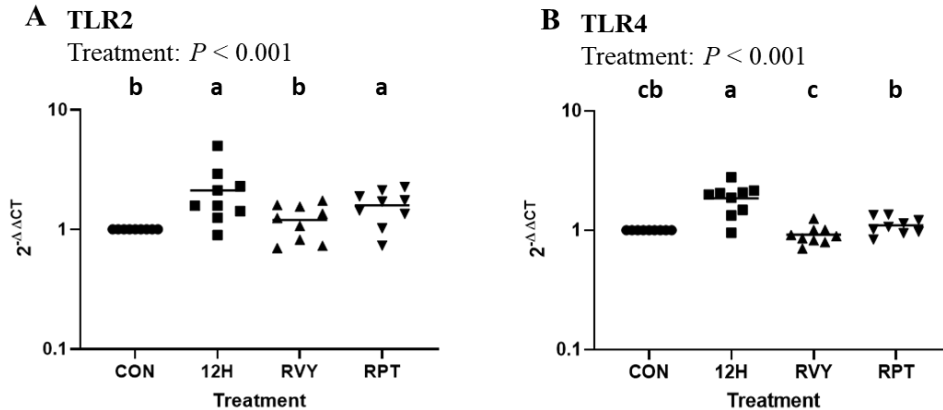 A TLR2
Treatment: P < 0.001
b a b a
10
1
0.1
2^-ΔΔCT
CON 12H RVY RPT
Treatment
B TLR4
Treatment: P < 0.001
cb a c b
10
1
0.1
2^-ΔΔCT
CON 12H RVY RPT
Treatment